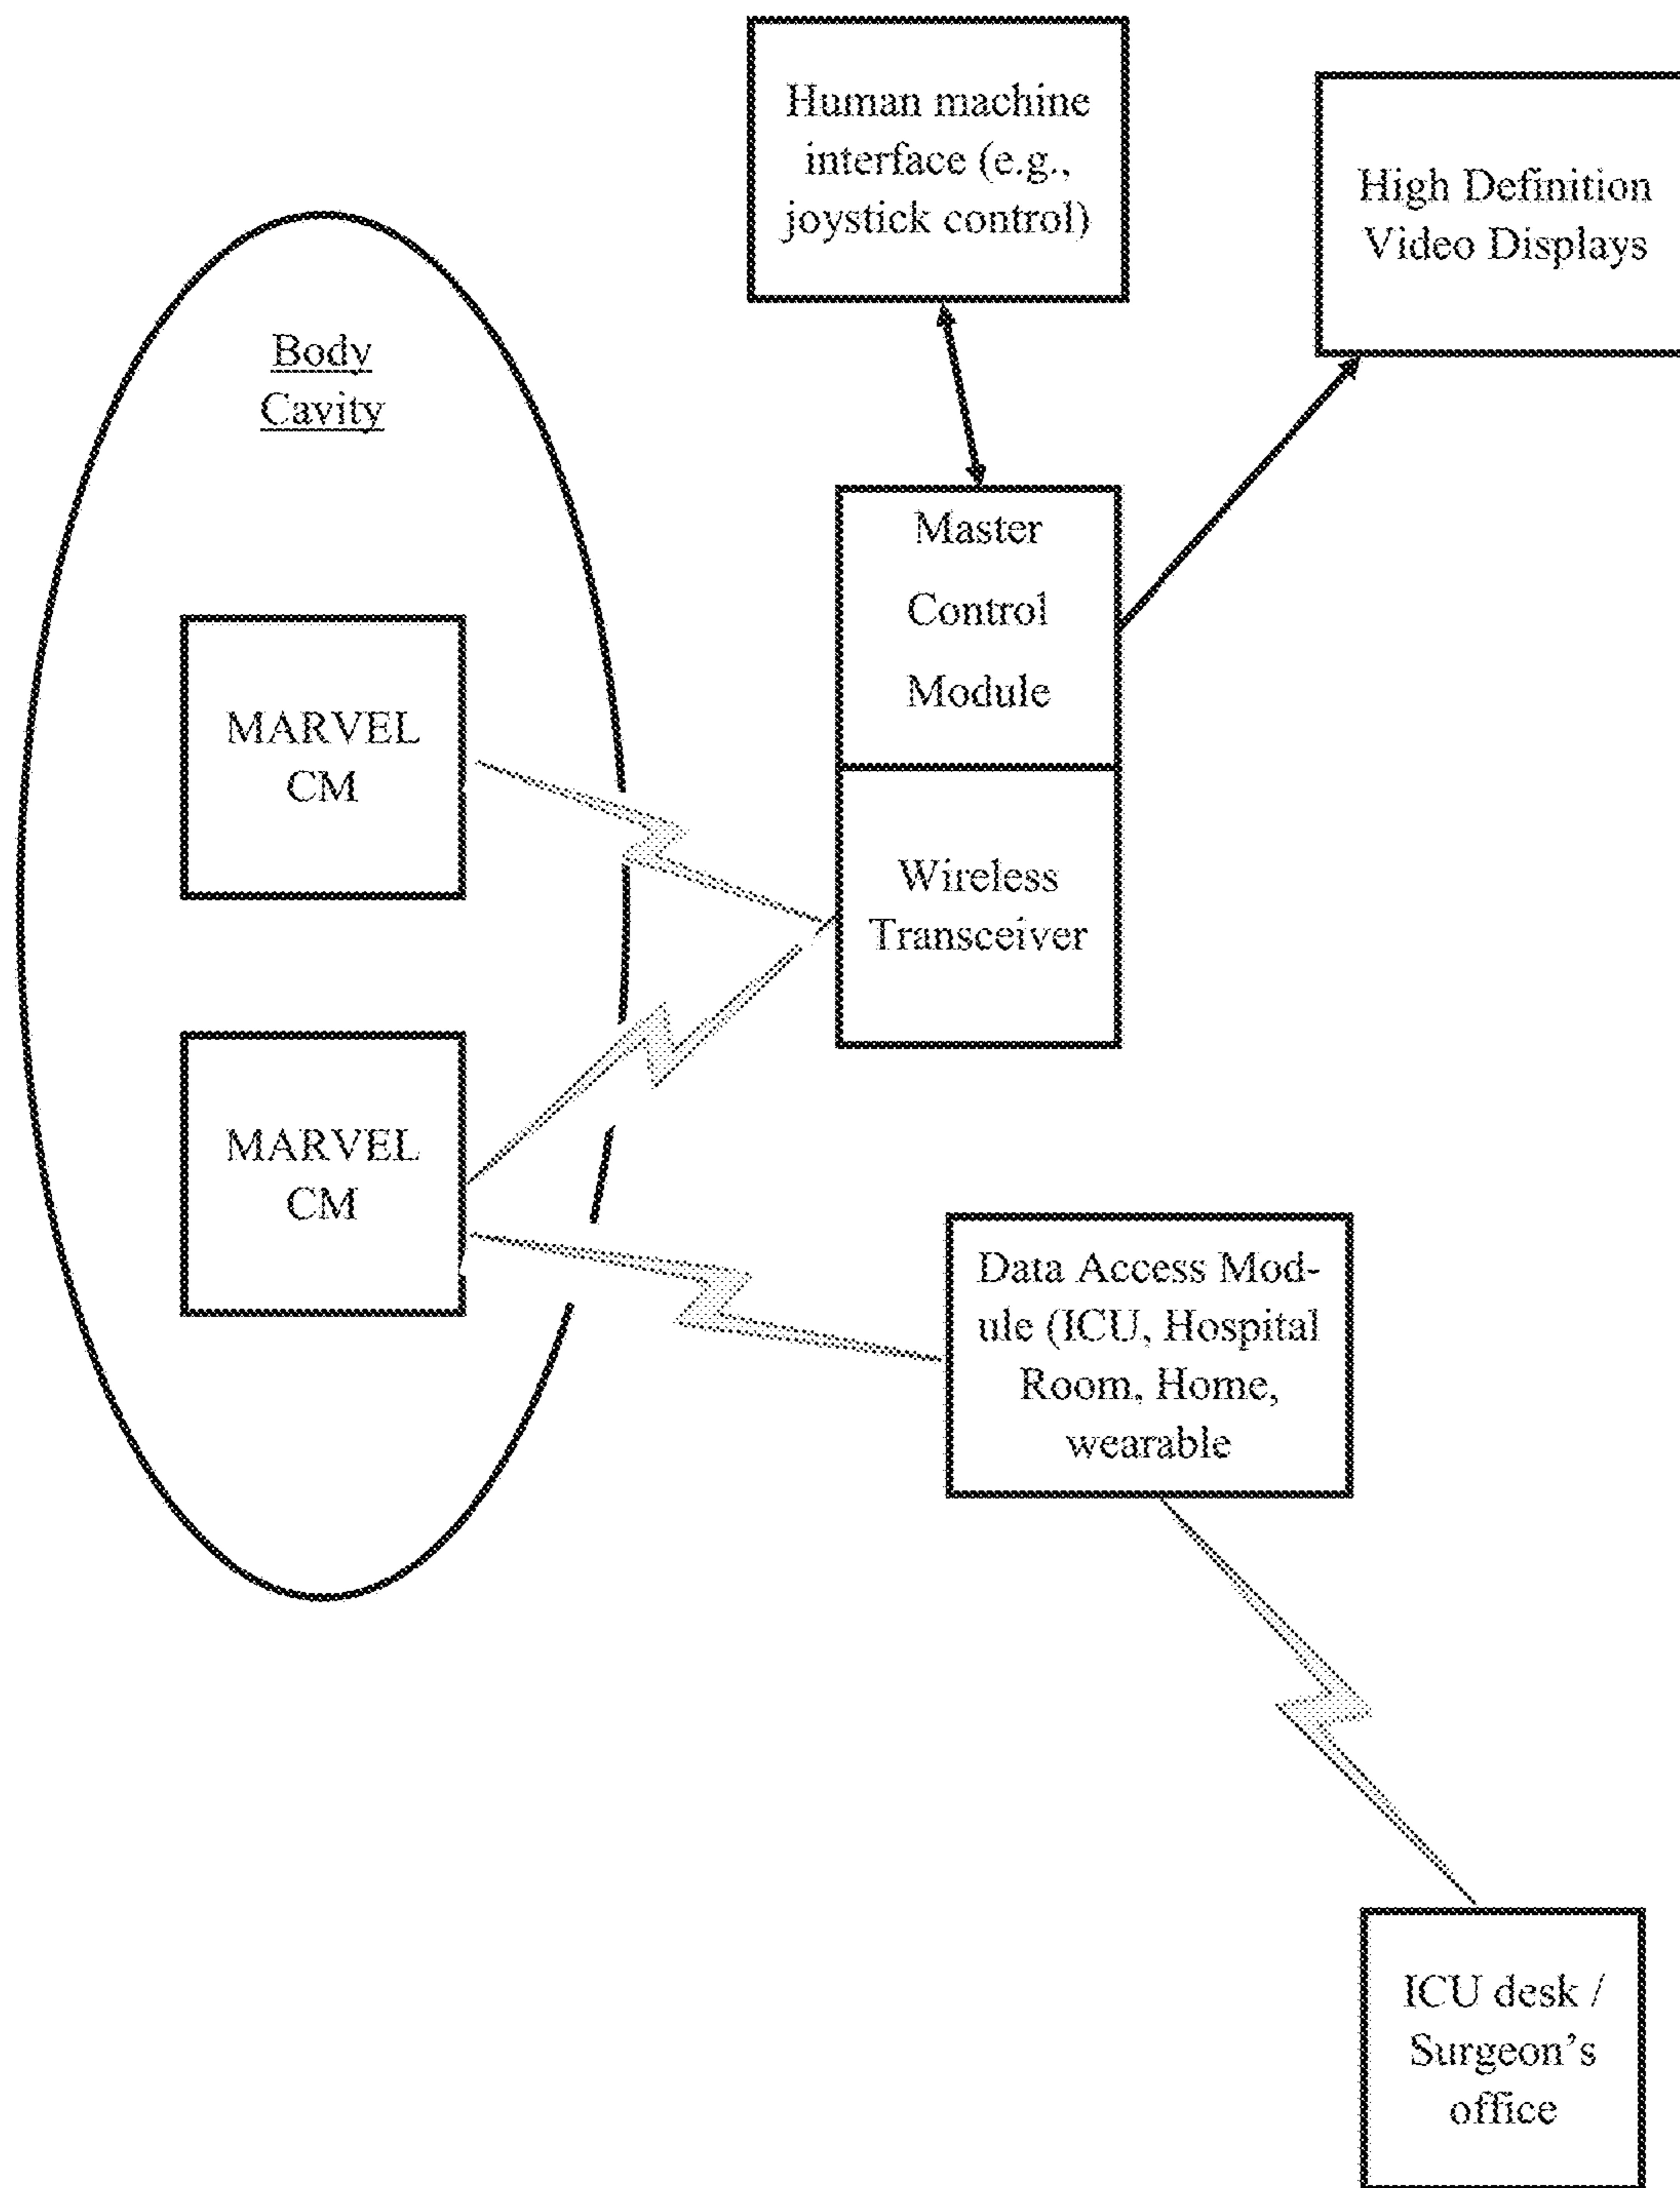 Human machine
interface (e.g.,
joystick control)
High Definition
Video Displays
Body
Cavity
Master
Control
Module
MARVEL
CM
Wireless
Transceiver
MARVEL
CM
Data Access Mod-
ule (ICU, Hospital
Room, Home,
wearable
ICU desk /
Surgeon’s
office